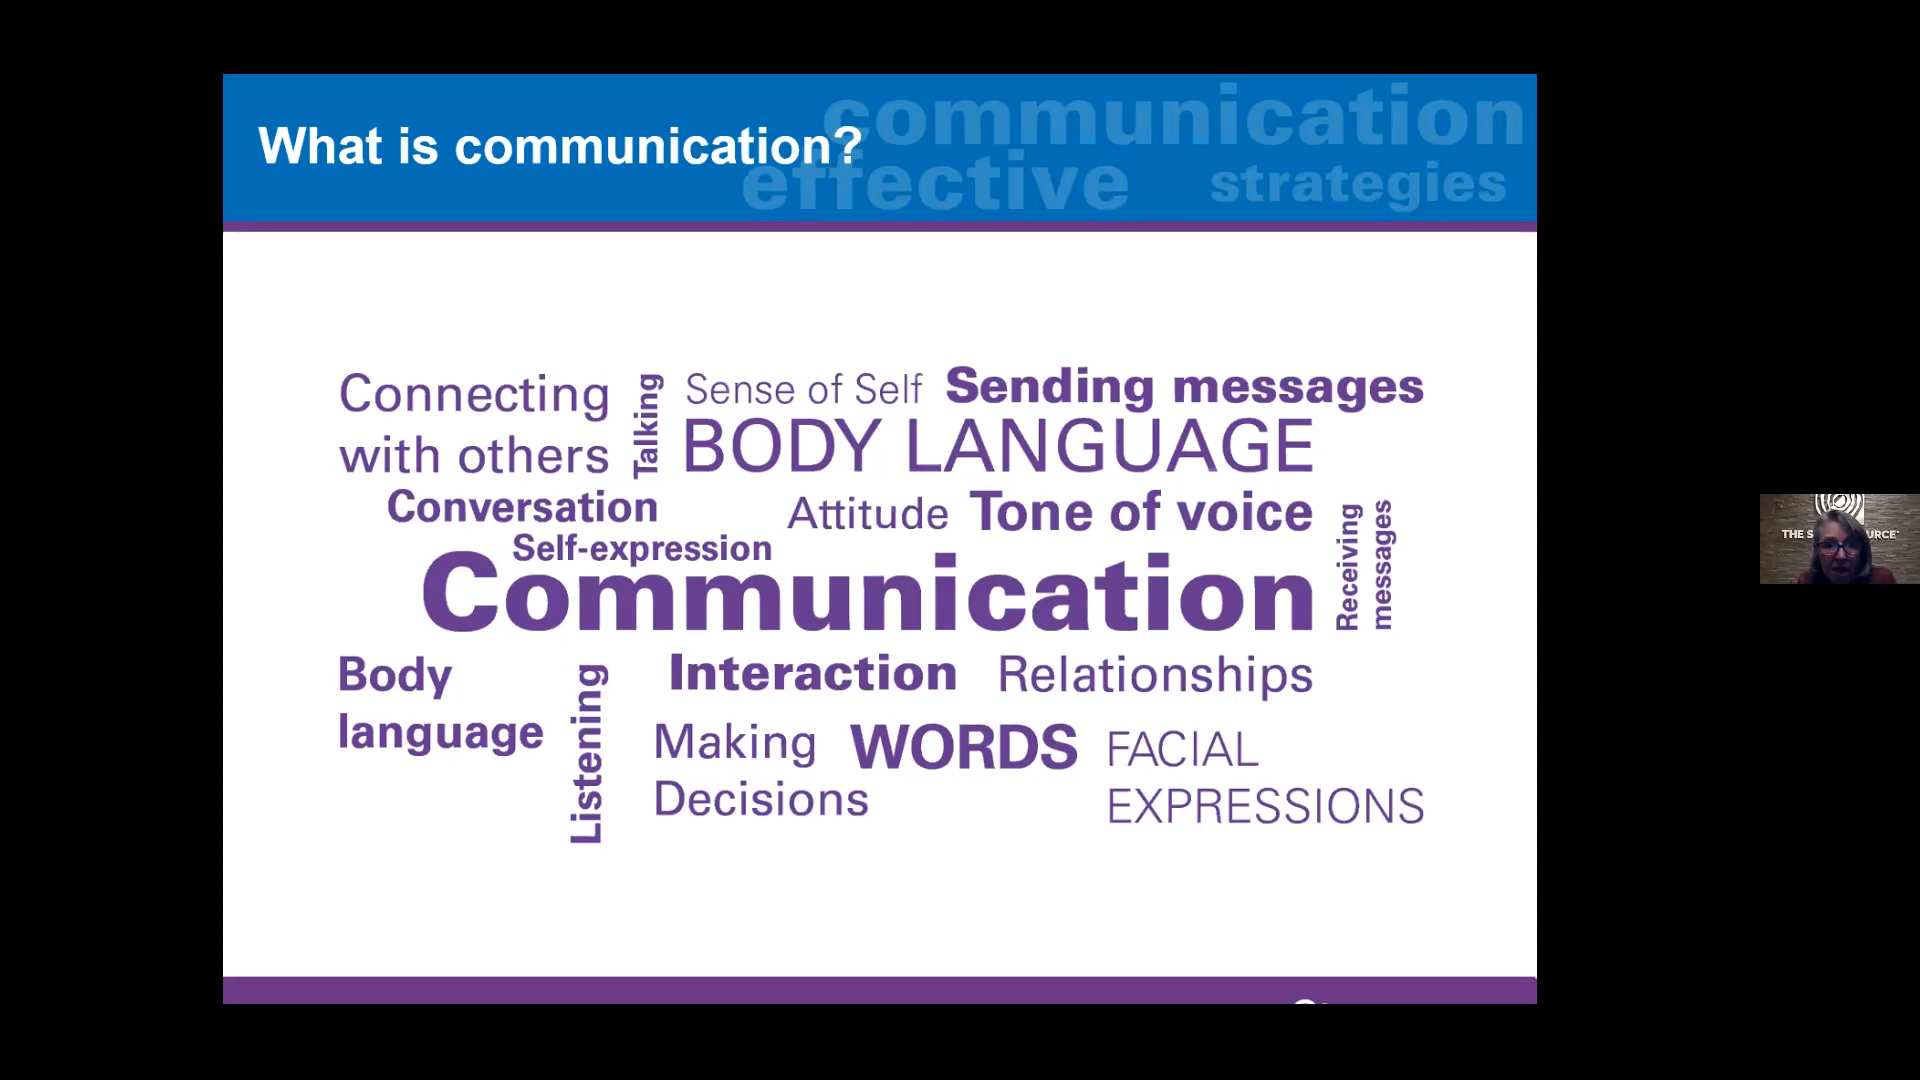 What is communication?
communication
effective strategies
Connecting
with others
Talking
Sense of Self
Sending messages
BODY LANGUAGE
Conversation
Attitude
Tone of voice
Self-expression
Communication
Receiving
messages
Body
language
Listening
Interaction
Relationships
Making
Decisions
WORDS
FACIAL
EXPRESSIONS
THE